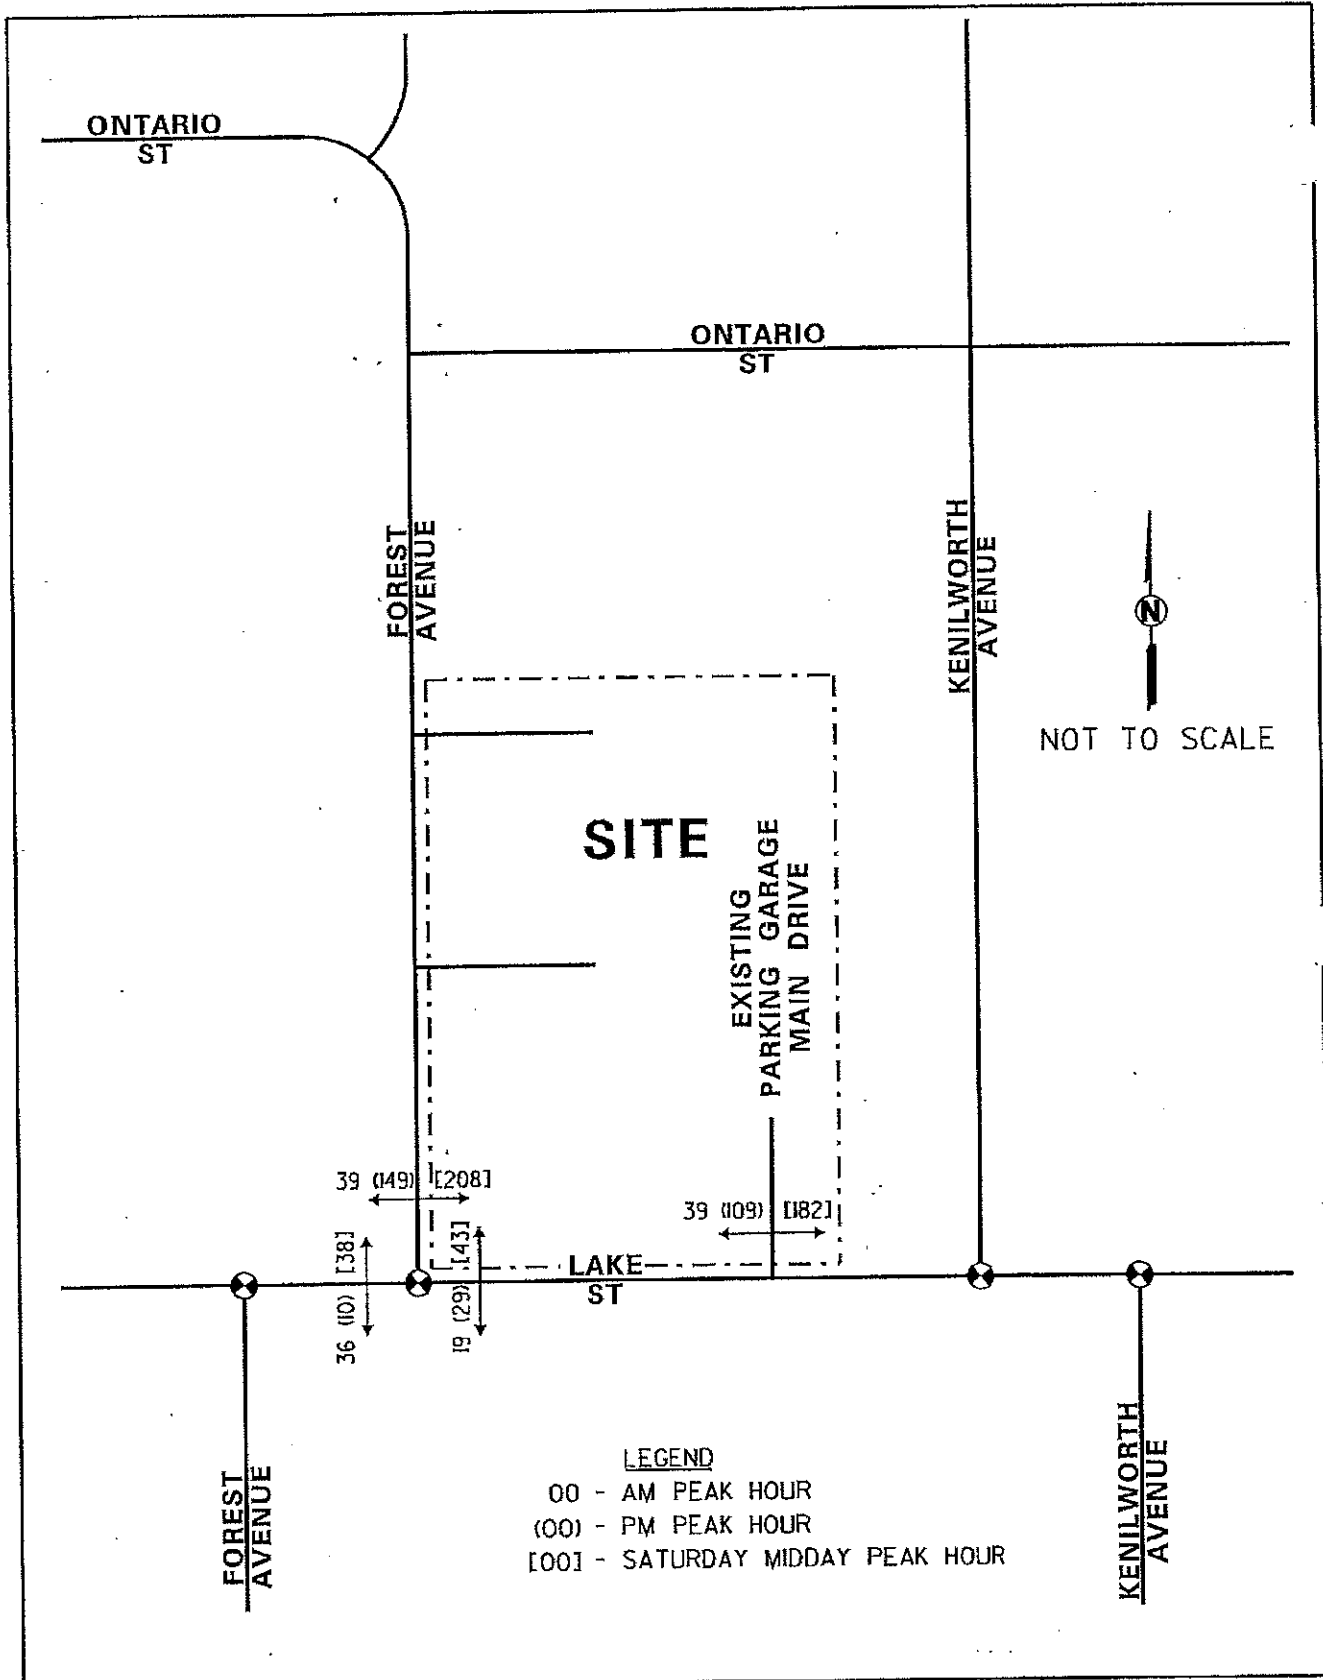 ONTARIO
ST
ONTARIO
ST
FOREST
AVENUE
KENILWORTH
AVENUE
N
NOT TO SCALE
SITE
EXISTING
PARKING GARAGE
MAIN DRIVE
39 (149) [208]
39 (109) [182]
36 (10) [38]
19 (29) [43]
LAKE
ST
FOREST
AVENUE
KENILWORTH
AVENUE
LEGEND
00 - AM PEAK HOUR
(00) - PM PEAK HOUR
[00] - SATURDAY MIDDAY PEAK HOUR